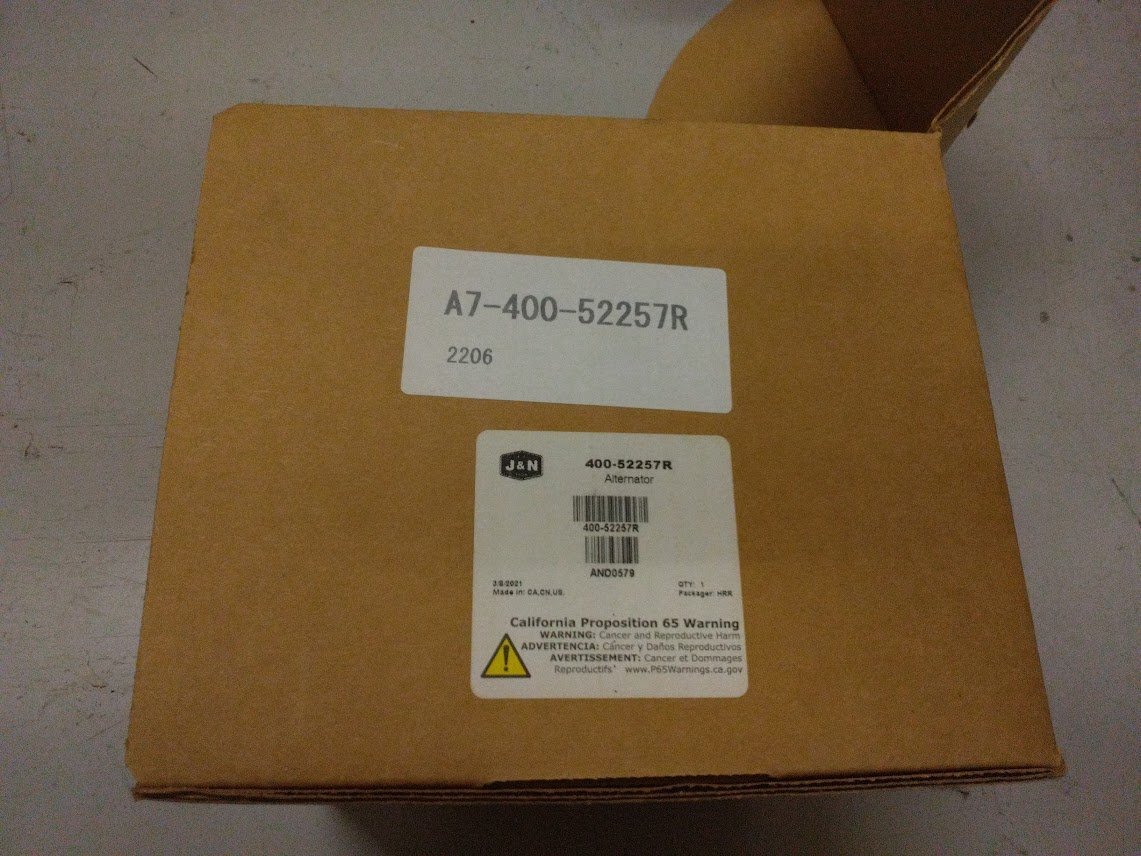 A7-400-52257R
2206
J&N
400-52257R
Alternator
400-52257R
AND0579
3/8/2021
Made in: CA,CN,US.
QTY: 1
Packager: HRR
California Proposition 65 Warning
WARNING: Cancer and Reproductive Harm
ADVERTENCIA: Cáncer y Daños Reproductivos
AVERTISSEMENT: Cancer et Dommages
Reproductifs' www.P65Warnings.ca.gov